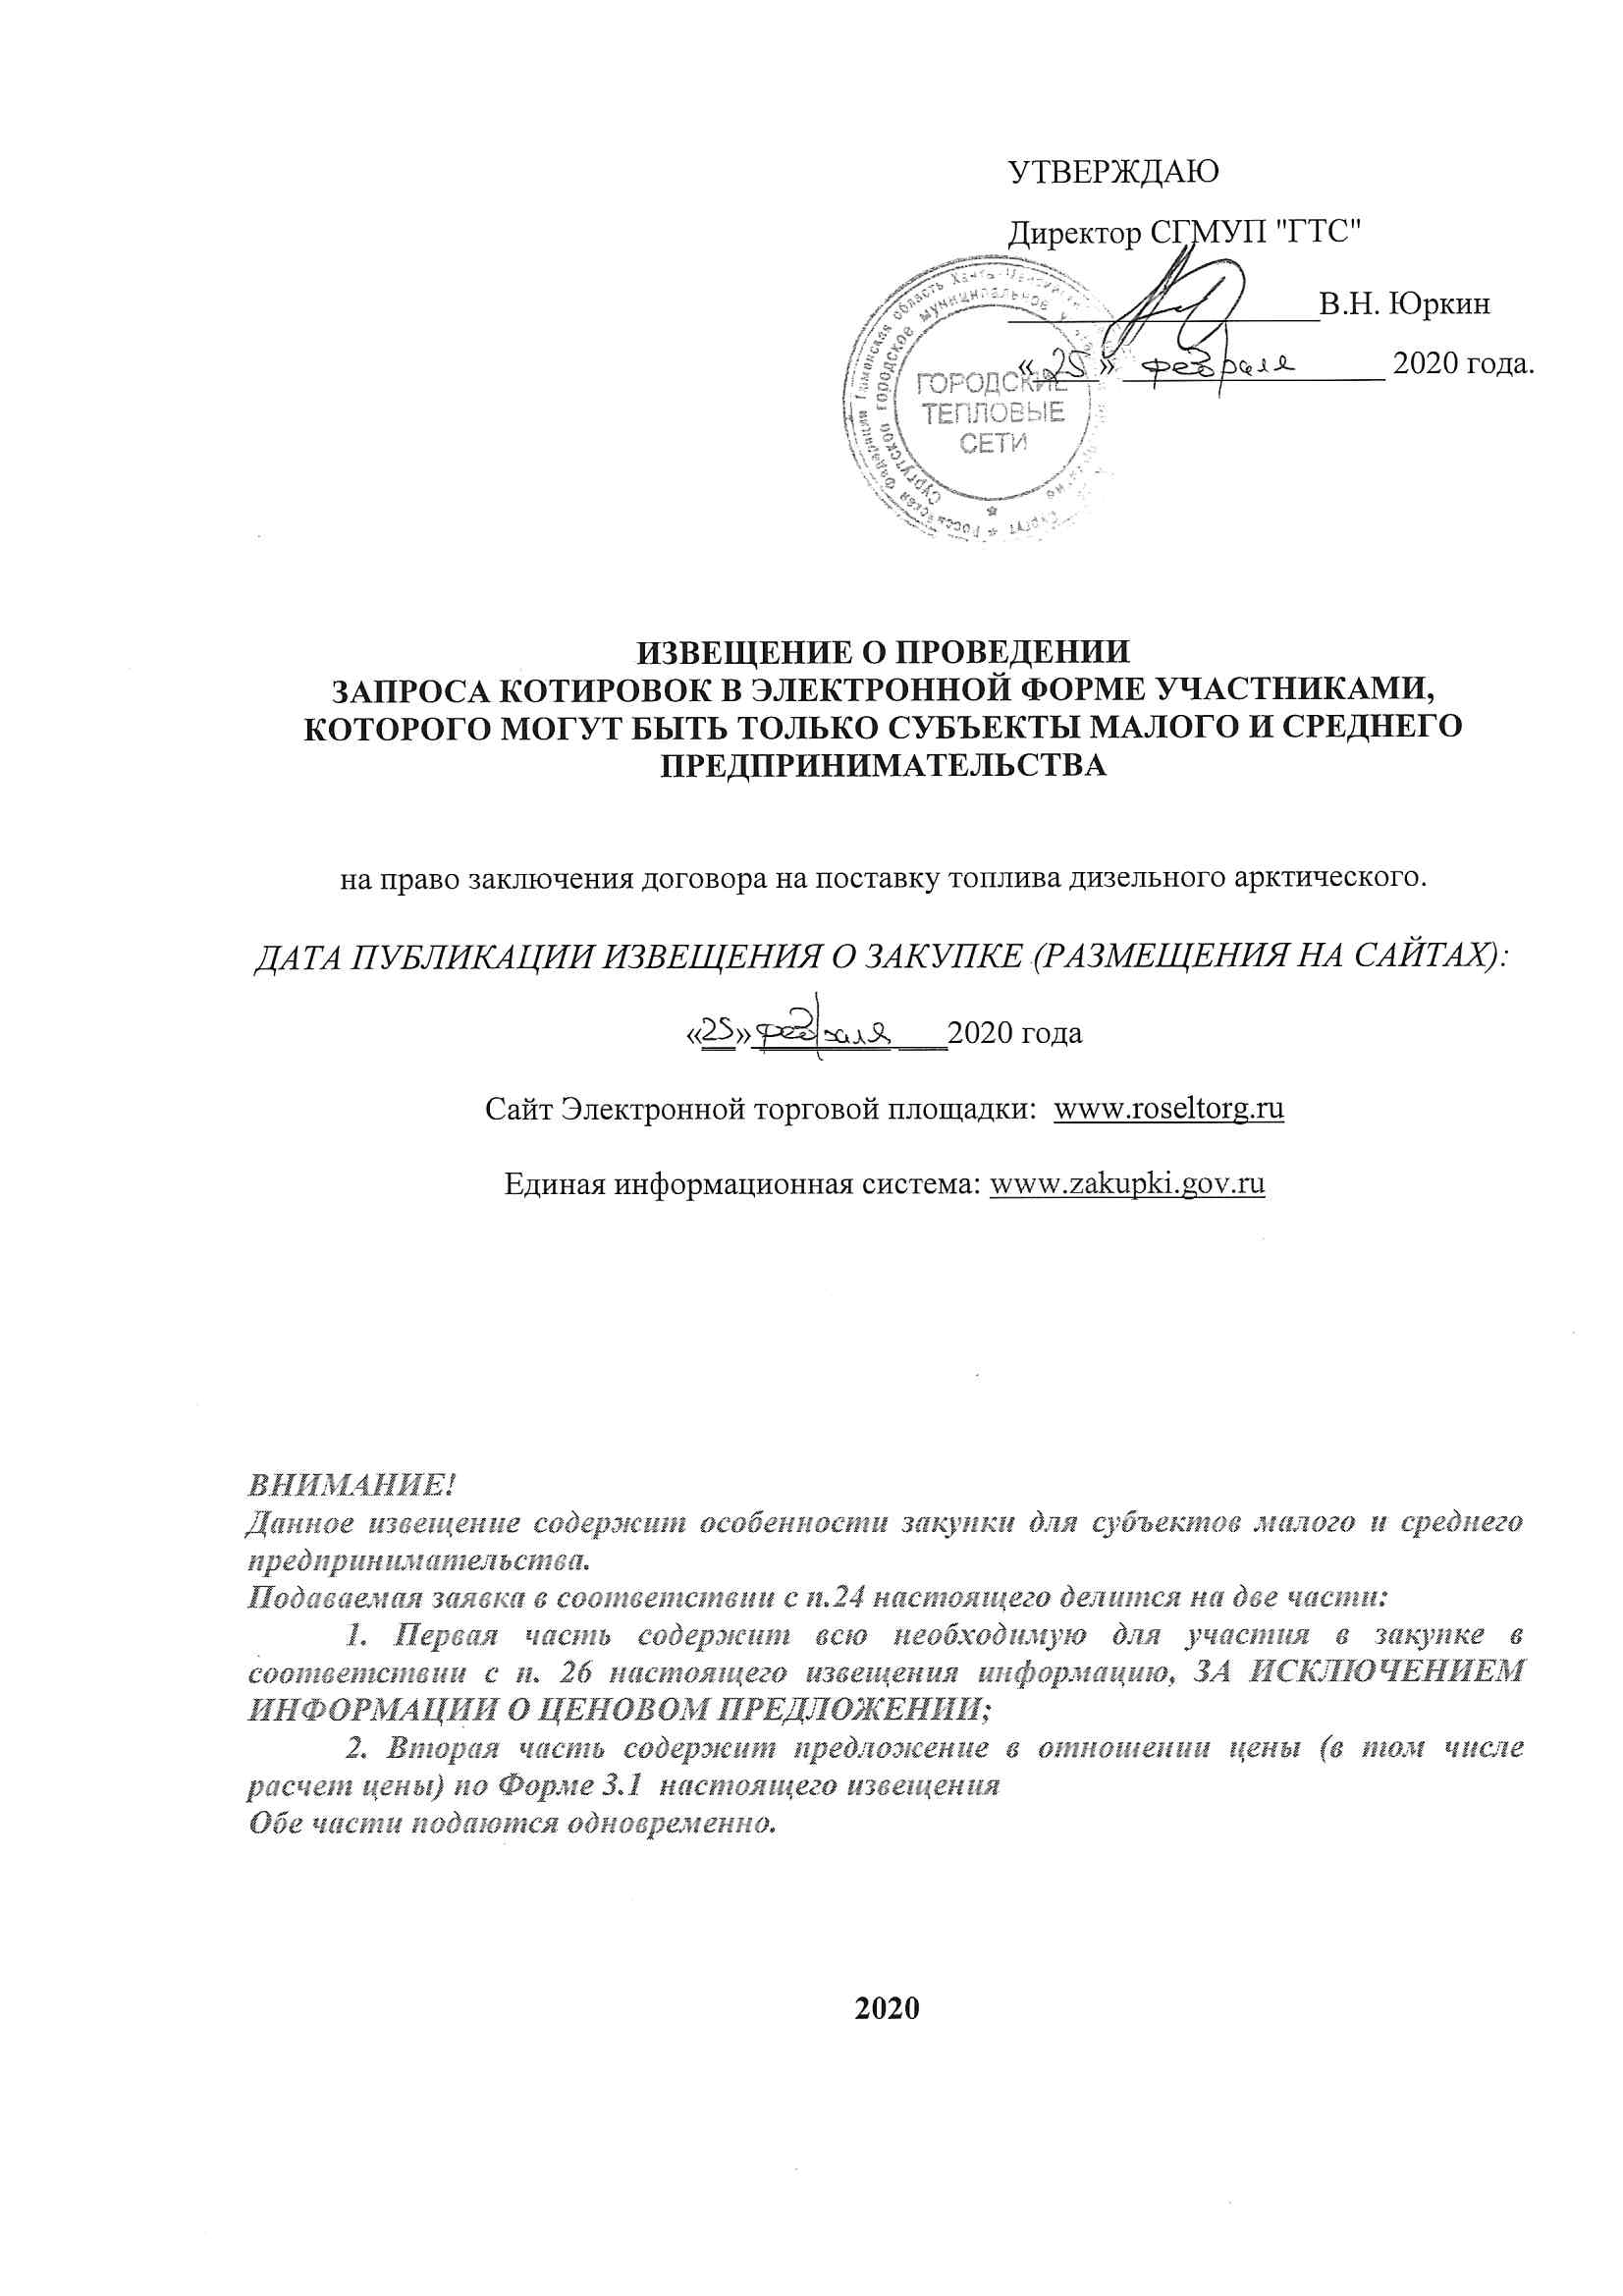 УТВЕРЖДАЮ
Директор СГМУП "ГТС"
В.Н. Юркин
«25» февраля 2020 года.
ГОРОДСКИЕ
ТЕПЛОВЫЕ
СЕТИ
Сургутское городское муниципальное
ИЗВЕЩЕНИЕ О ПРОВЕДЕНИИ
ЗАПРОСА КОТИРОВОК В ЭЛЕКТРОННОЙ ФОРМЕ УЧАСТНИКАМИ,
КОТОРОГО МОГУТ БЫТЬ ТОЛЬКО СУБЪЕКТЫ МАЛОГО И СРЕДНЕГО
ПРЕДПРИНИМАТЕЛЬСТВА
на право заключения договора на поставку топлива дизельного арктического.
ДАТА ПУБЛИКАЦИИ ИЗВЕЩЕНИЯ О ЗАКУПКЕ (РАЗМЕЩЕНИЯ НА САЙТАХ):
«25» февраля 2020 года
Сайт Электронной торговой площадки: www.roseltorg.ru
Единая информационная система: www.zakupki.gov.ru
ВНИМАНИЕ!
Данное извещение содержит особенности закупки для субъектов малого и среднего
предпринимательства.
Подаваемая заявка в соответствии с п.24 настоящего делится на две части:
1. Первая часть содержит всю необходимую для участия в закупке в
соответствии с п. 26 настоящего извещения информацию, ЗА ИСКЛЮЧЕНИЕМ
ИНФОРМАЦИИ О ЦЕНОВОМ ПРЕДЛОЖЕНИИ;
2. Вторая часть содержит предложение в отношении цены (в том числе
расчет цены) по Форме 3.1 настоящего извещения
Обе части подаются одновременно.
2020